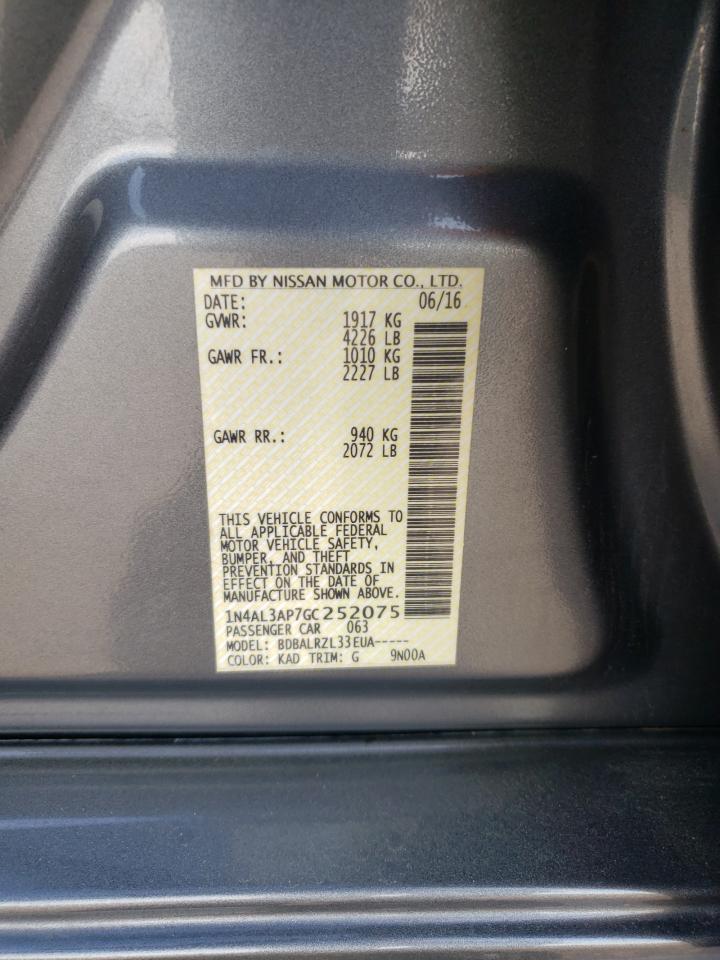 MFD BY NISSAN MOTOR CO., LTD.
DATE: 06/16
GVWR: 1917 KG
4226 LB
GAWR FR.: 1010 KG
2227 LB
GAWR RR.: 940 KG
2072 LB
THIS VEHICLE CONFORMS TO
ALL APPLICABLE FEDERAL
MOTOR VEHICLE SAFETY,
BUMPER, AND THEFT
PREVENTION STANDARDS IN
EFFECT ON THE DATE OF
MANUFACTURE SHOWN ABOVE.
1N4AL3AP7GC252075
PASSENGER CAR 063
MODEL: BDBALRZL33EUA-----
COLOR: KAD TRIM: G 9N00A